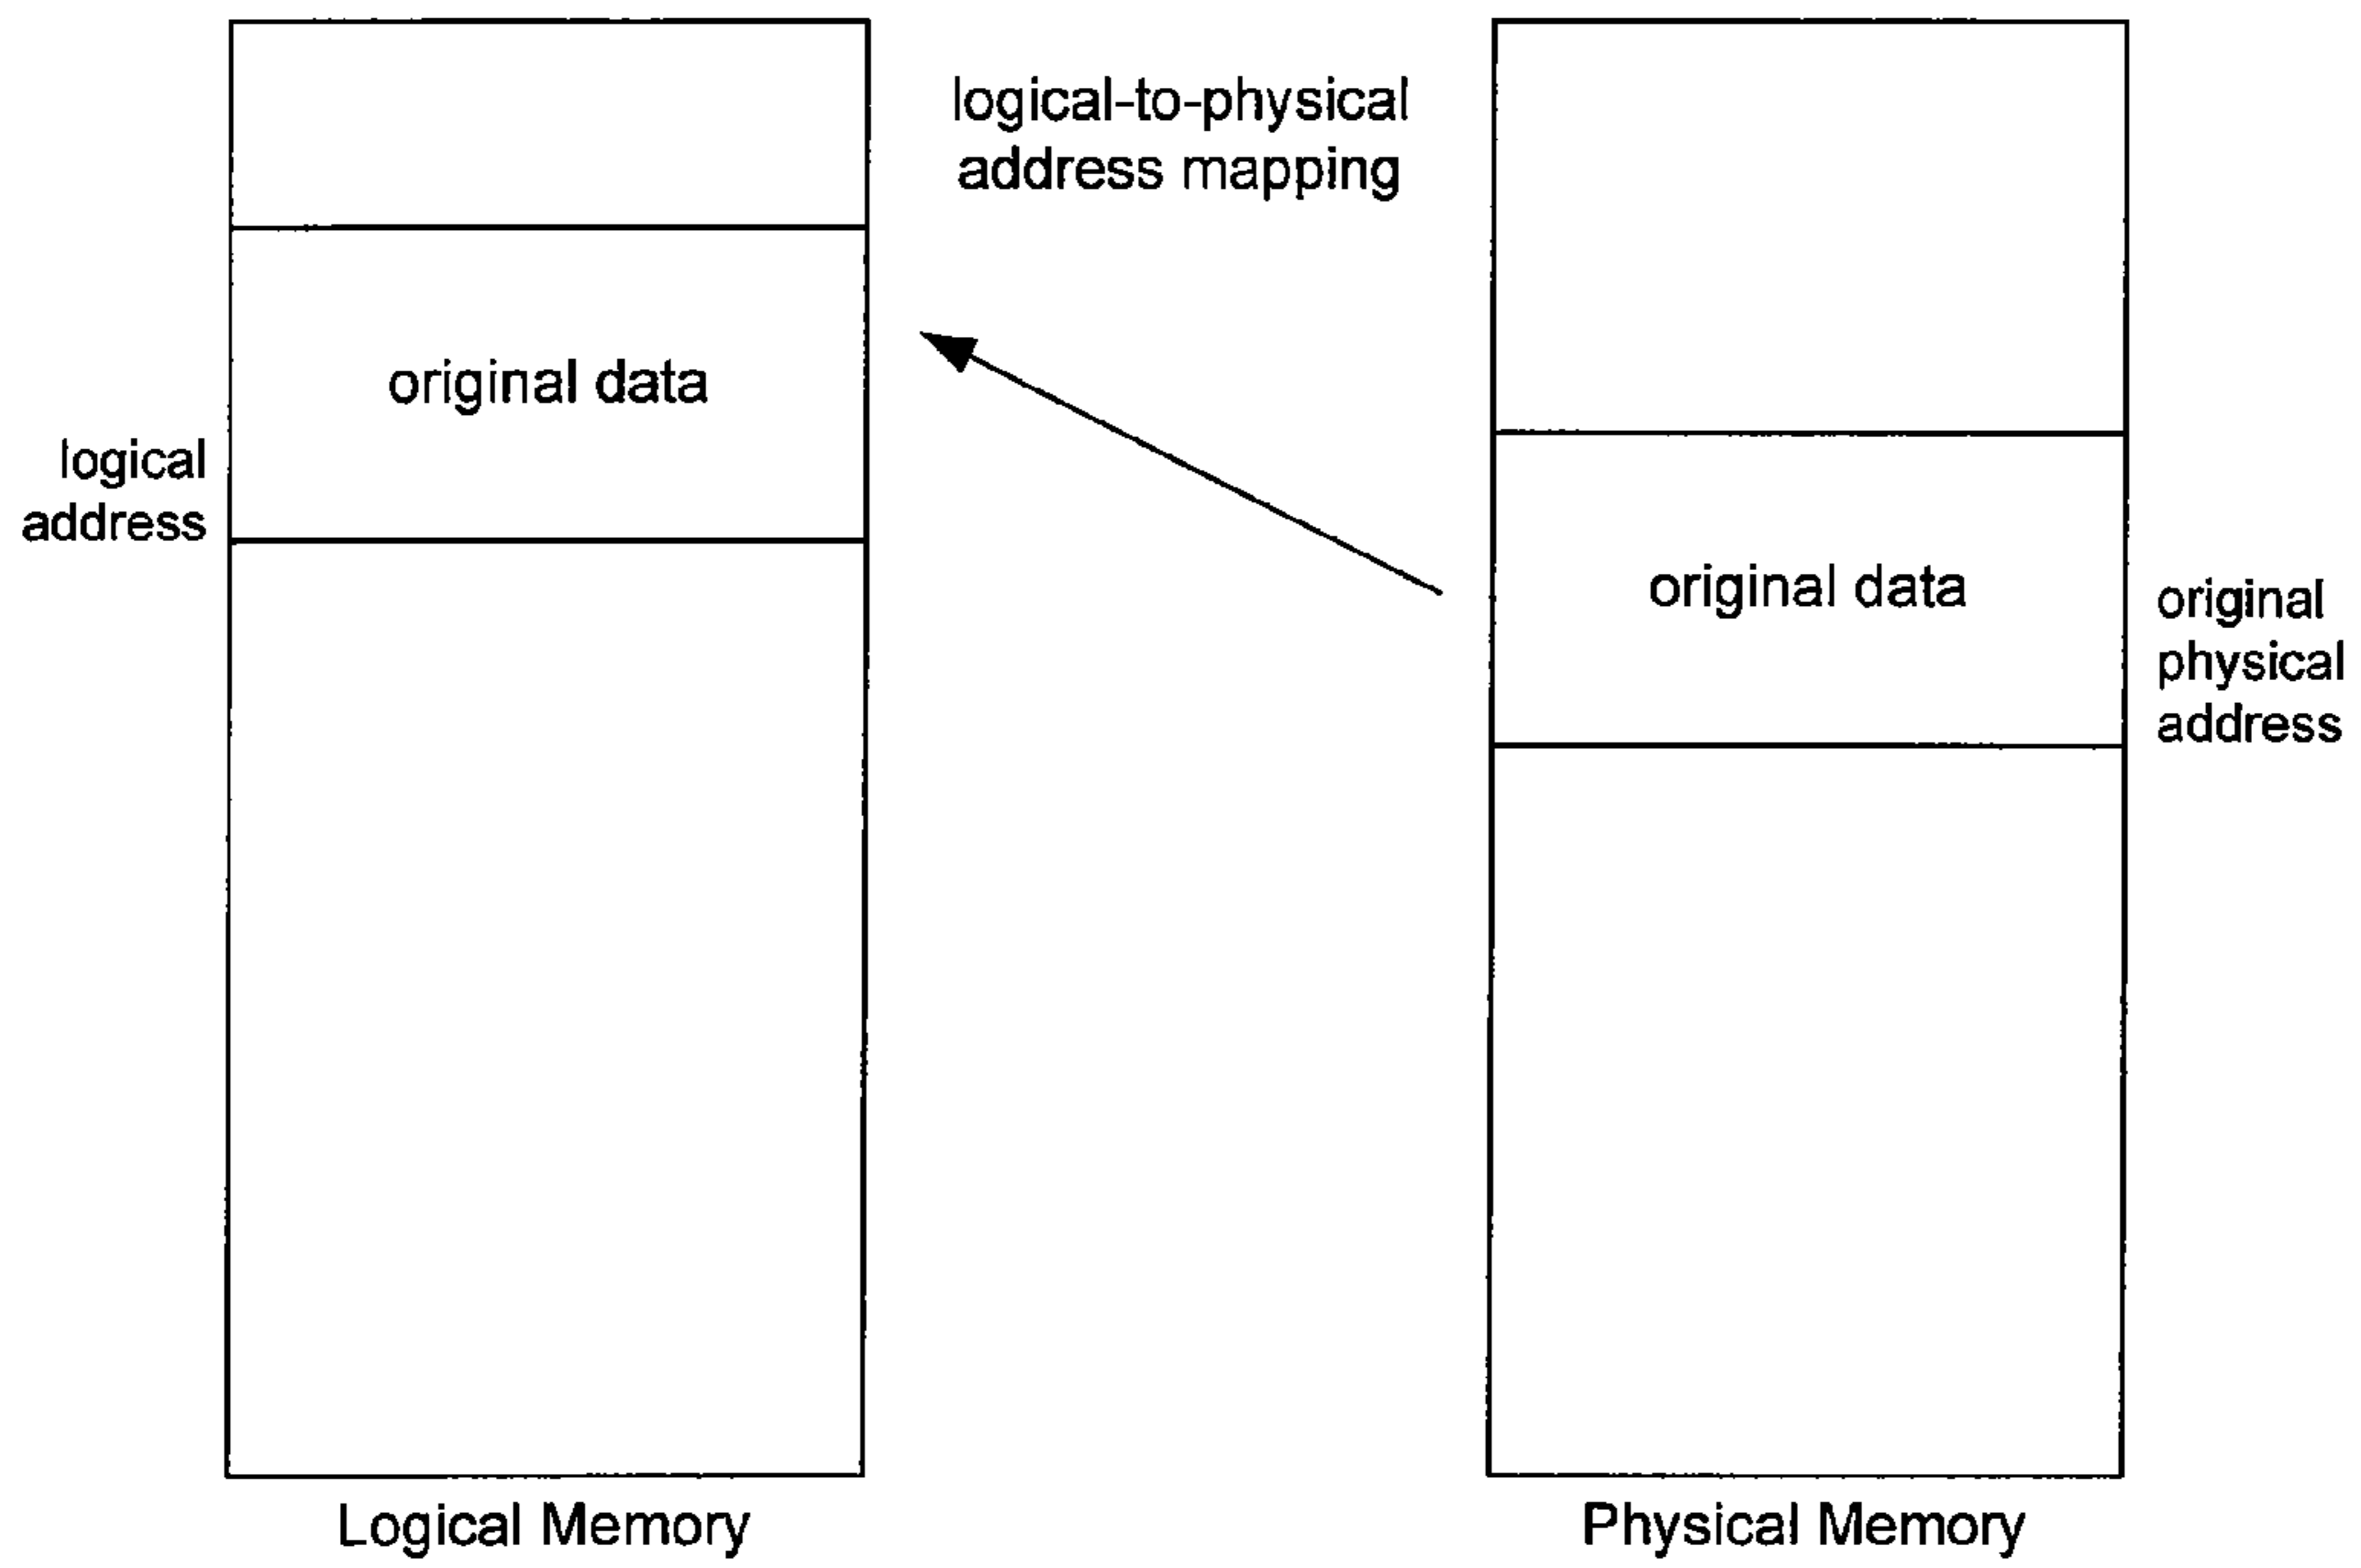 logical-to-physical
address mapping
original data
logical
address
original data
original
physical
address
Logical Memory
Physical Memory